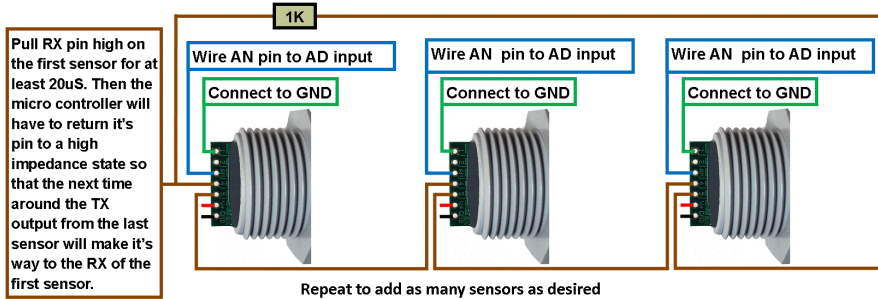 1K
Pull RX pin high on
the first sensor for at
least 20uS. Then the
micro controller will
have to return it's
pin to a high
impedance state so
that the next time
around the TX
output from the last
sensor will make it's
way to the RX of the
first sensor.
Wire AN pin to AD input
Connect to GND
Wire AN  pin to AD input
Connect to GND
Wire AN  pin to AD input
Connect to GND
Repeat to add as many sensors as desired